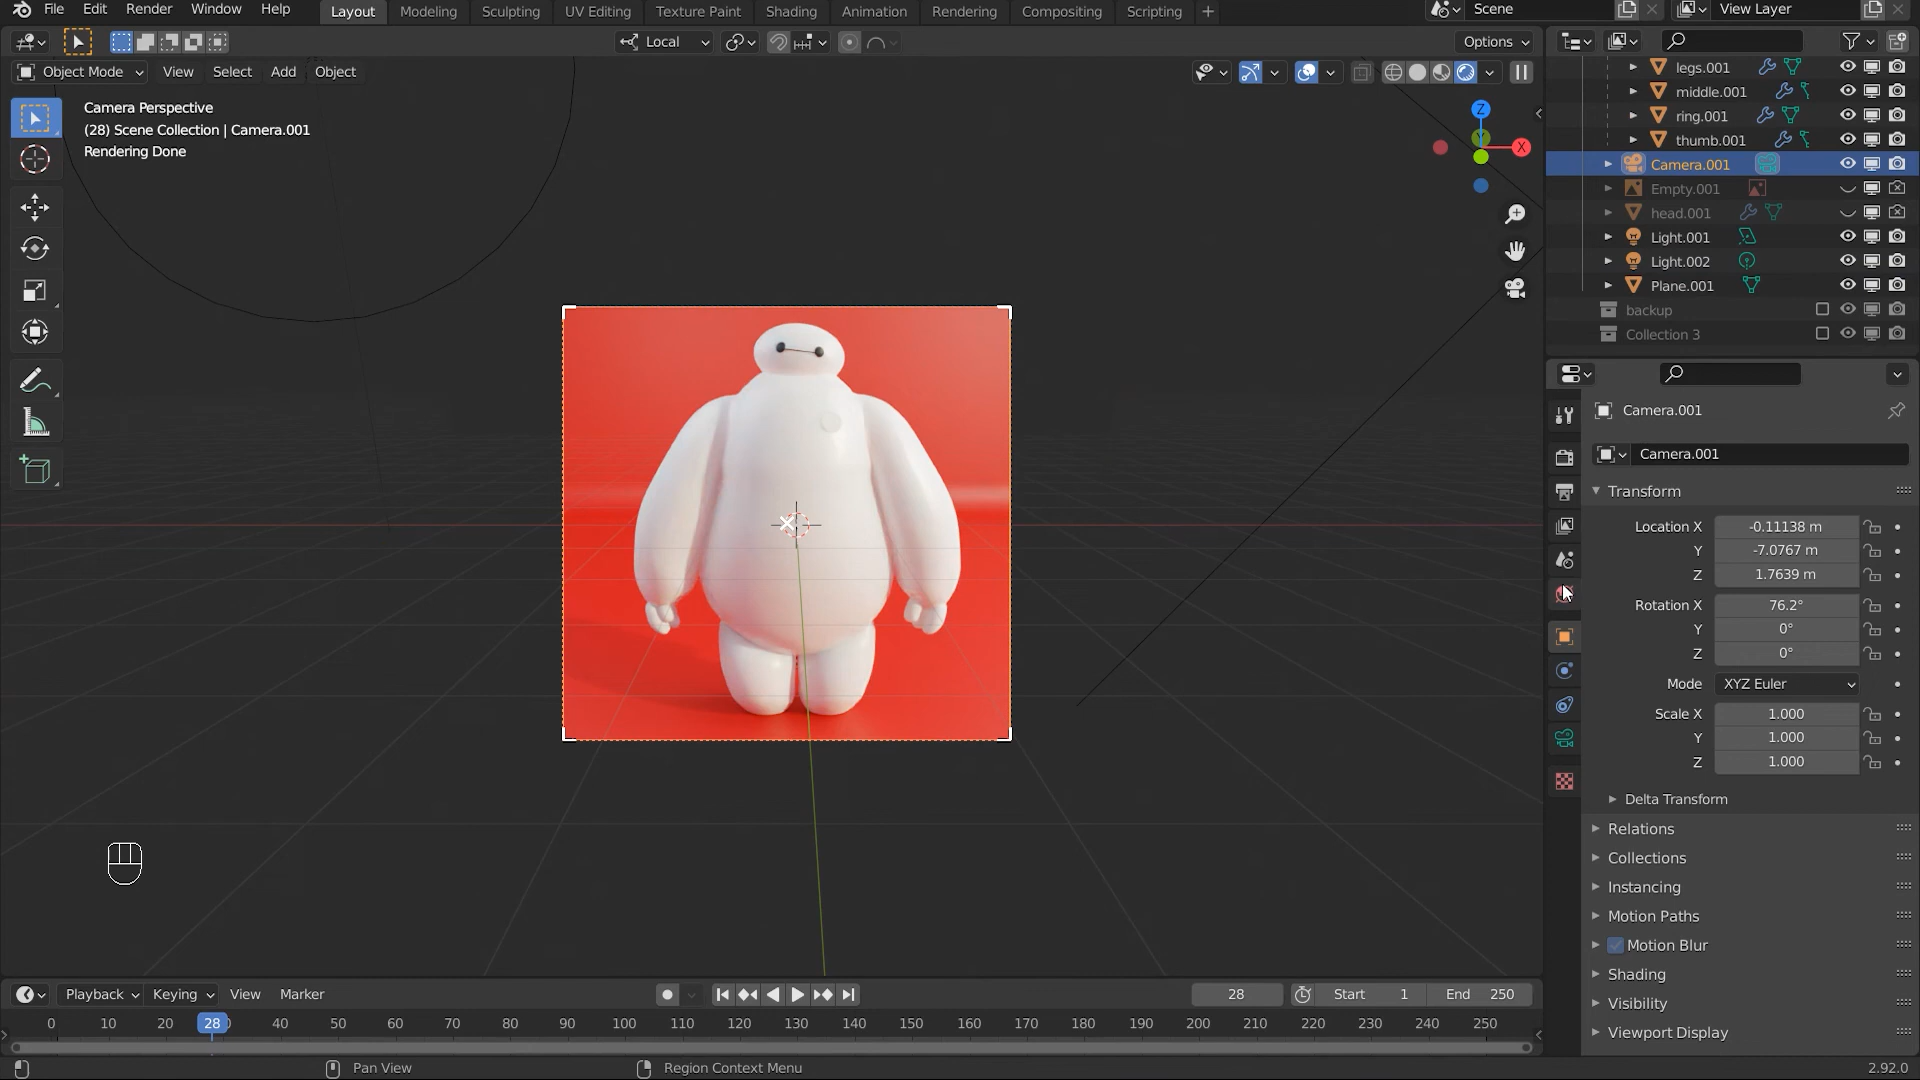 File Edit Render Window Help Layout Modeling Sculpting UV Editing Texture Paint Shading Animation Rendering Compositing Scripting + Scene View Layer
Local Options
Object Mode View Select Add Object
Camera Perspective
(28) Scene Collection | Camera.001
Rendering Done
Z
X
legs.001
middle.001
ring.001
thumb.001
Camera.001
Empty.001
head.001
Light.001
Light.002
Plane.001
backup
Collection 3
Camera.001
Camera.001
Transform
Location X -0.11138 m
Y -7.0767 m
Z 1.7639 m
Rotation X 76.2°
Y 0°
Z 0°
Mode XYZ Euler
Scale X 1.000
Y 1.000
Z 1.000
Delta Transform
Relations
Collections
Instancing
Motion Paths
Motion Blur
Shading
Visibility
Viewport Display
Playback Keying View Marker 28 Start 1 End 250
0 10 20 28 40 50 60 70 80 90 100 110 120 130 140 150 160 170 180 190 200 210 220 230 240 250
Pan View Region Context Menu 2.92.0